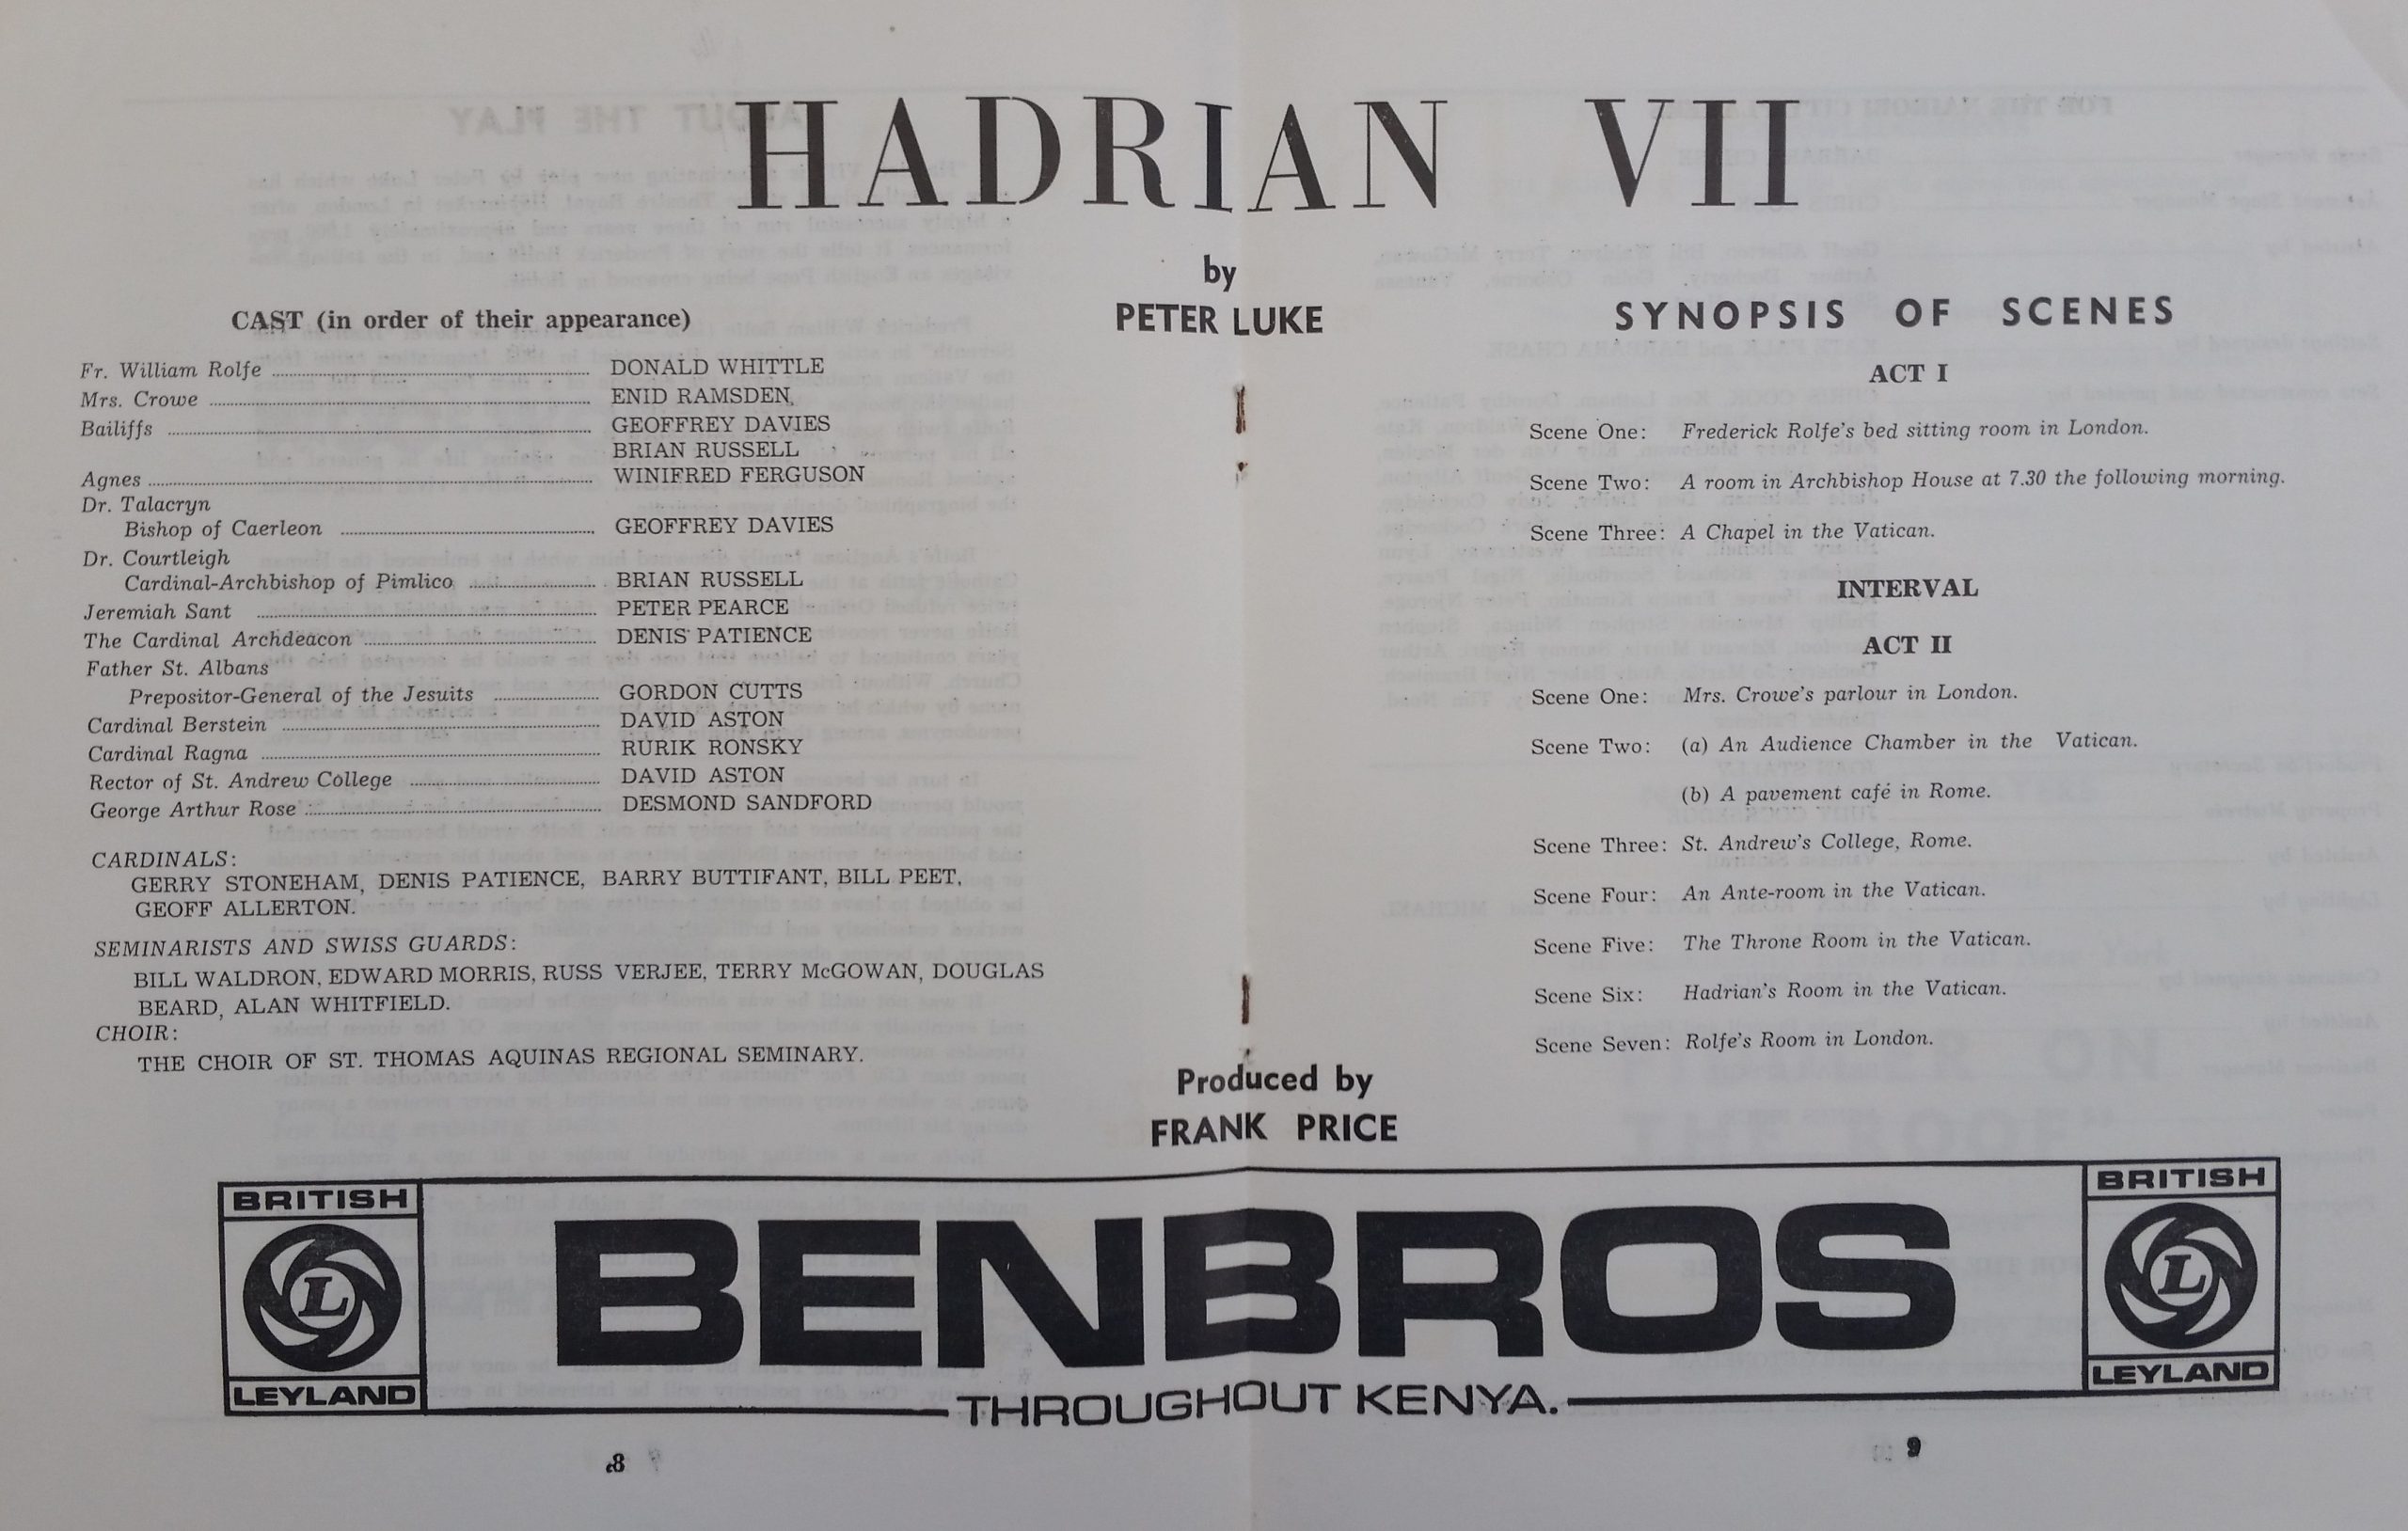 HADRIAN VII
by
PETER LUKE
CAST (in order of their appearance)
Fr. William Rolfe ........ DONALD WHITTLE
Mrs. Crowe ........ ENID RAMSDEN,
Bailiffs ........ GEOFFREY DAVIES
BRIAN RUSSELL
Agnes ........ WINIFRED FERGUSON
Dr. Talacryn
Bishop of Caerleon ........ GEOFFREY DAVIES
Dr. Courtleigh
Cardinal-Archbishop of Pimlico ........ BRIAN RUSSELL
Jeremiah Sant ........ PETER PEARCE
The Cardinal Archdeacon ........ DENIS PATIENCE
Father St. Albans
Prepositor-General of the Jesuits ........ GORDON CUTTS
Cardinal Berstein ........ DAVID ASTON
Cardinal Ragna ........ RURIK RONSKY
Rector of St. Andrew College ........ DAVID ASTON
George Arthur Rose ........ DESMOND SANDFORD
CARDINALS:
GERRY STONEHAM, DENIS PATIENCE, BARRY BUTTIFANT, BILL PEET,
GEOFF ALLERTON.
SEMINARISTS AND SWISS GUARDS:
BILL WALDRON, EDWARD MORRIS, RUSS VERJEE, TERRY McGOWAN, DOUGLAS
BEARD, ALAN WHITFIELD.
CHOIR:
THE CHOIR OF ST. THOMAS AQUINAS REGIONAL SEMINARY.
SYNOPSIS OF SCENES
ACT I
Scene One: Frederick Rolfe's bed sitting room in London.
Scene Two: A room in Archbishop House at 7.30 the following morning.
Scene Three: A Chapel in the Vatican.
INTERVAL
ACT II
Scene One: Mrs. Crowe's parlour in London.
Scene Two: (a) An Audience Chamber in the Vatican.
(b) A pavement café in Rome.
Scene Three: St. Andrew's College, Rome.
Scene Four: An Ante-room in the Vatican.
Scene Five: The Throne Room in the Vatican.
Scene Six: Hadrian's Room in the Vatican.
Scene Seven: Rolfe's Room in London.
Produced by
FRANK PRICE
BRITISH
L
LEYLAND
BENBROS
THROUGHOUT KENYA.
BRITISH
L
LEYLAND
8
9